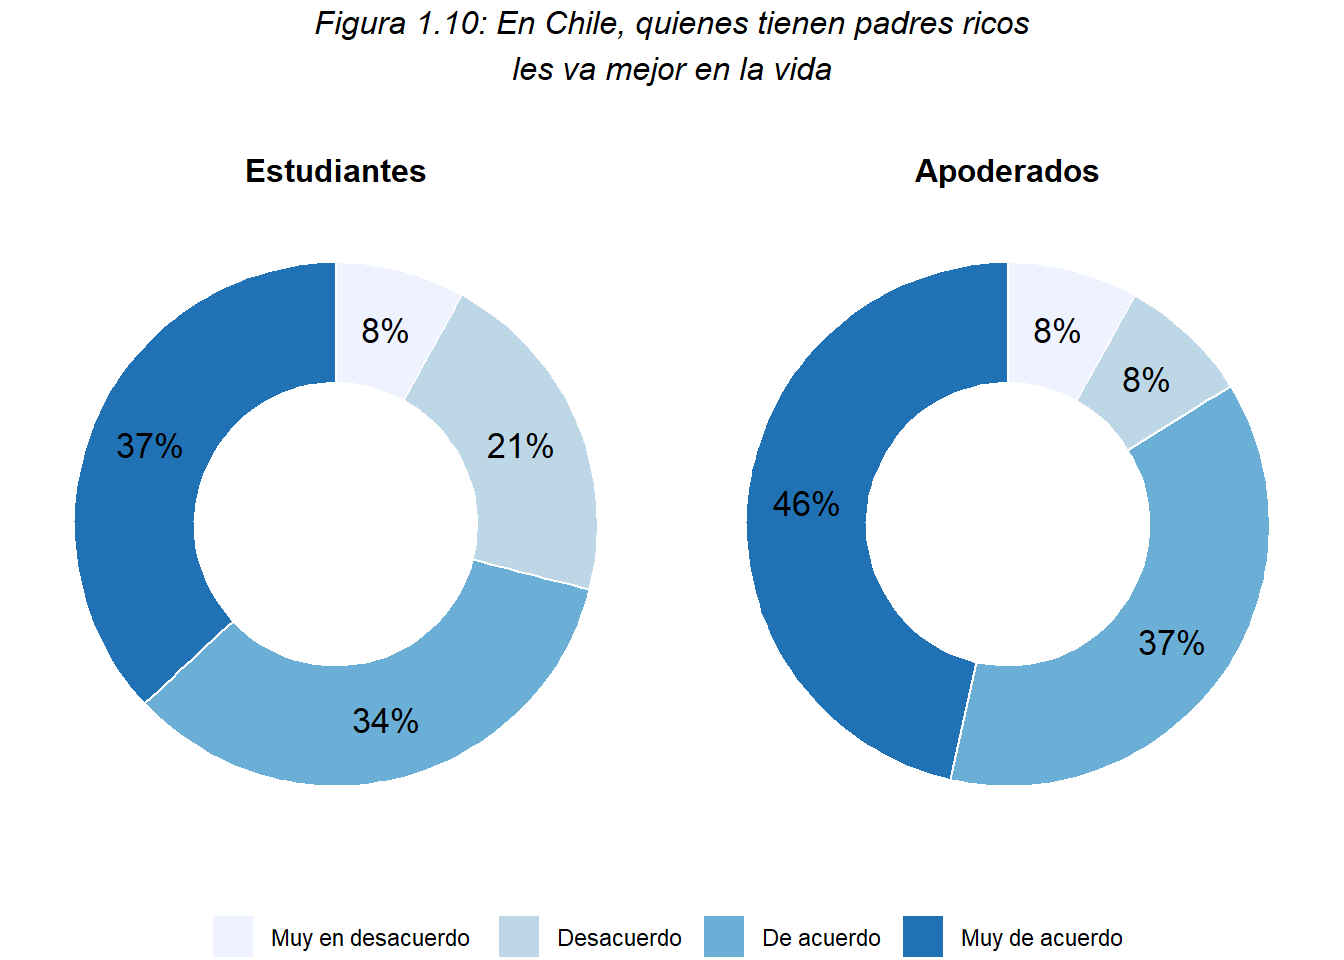 Figura 1.10: En Chile, quienes tienen padres ricos
les va mejor en la vida
Estudiantes
8%
21%
34%
37%
Apoderados
8%
8%
37%
46%
Muy en desacuerdo
Desacuerdo
De acuerdo
Muy de acuerdo